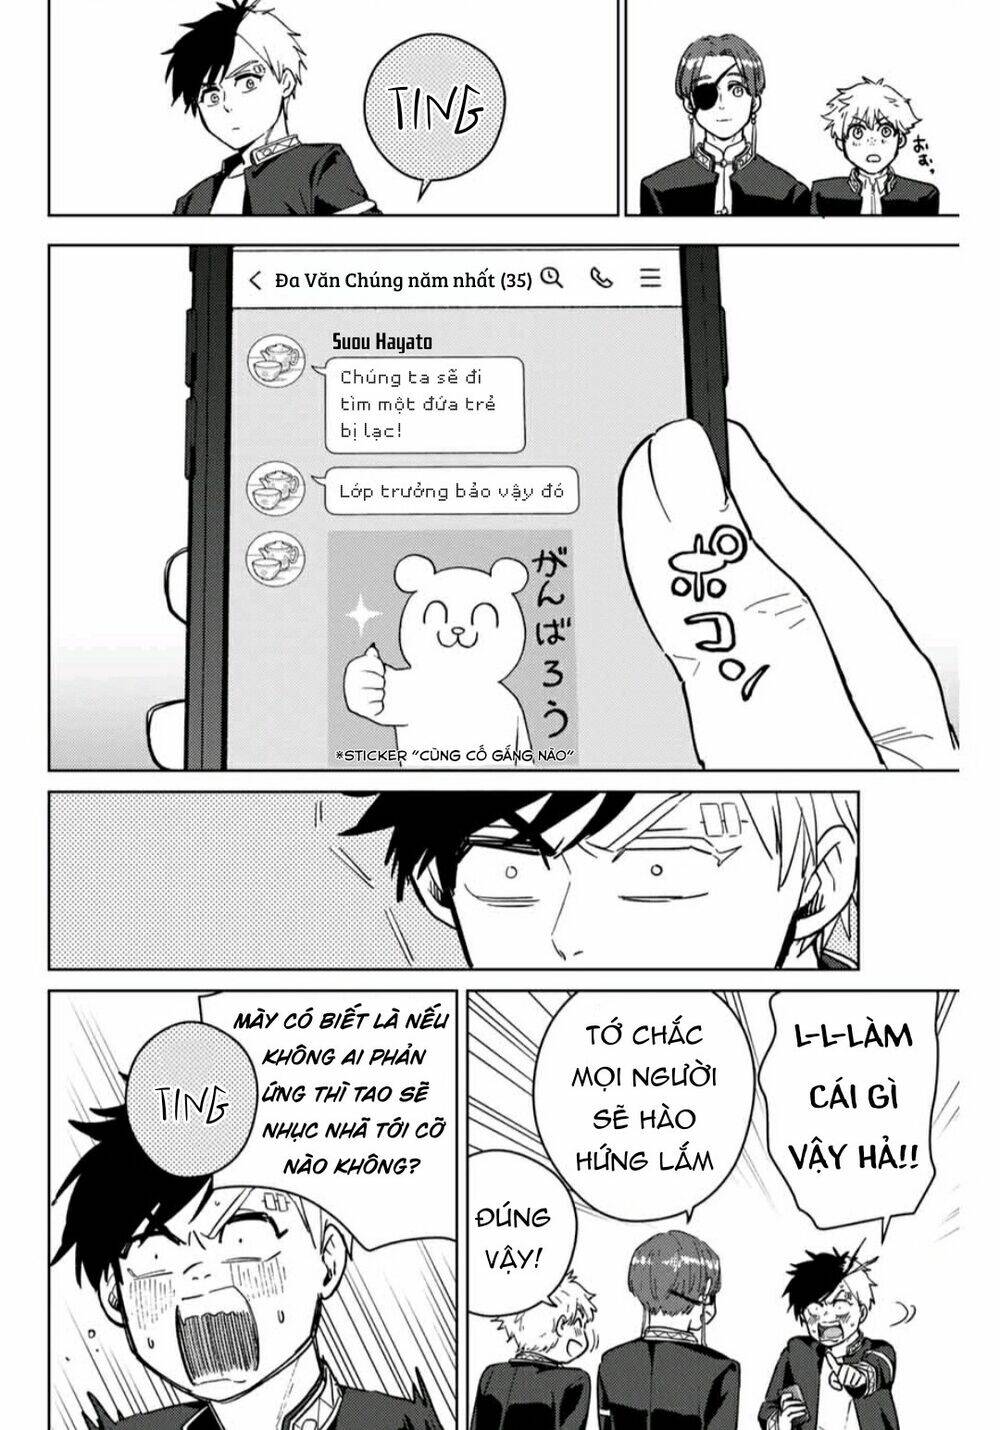 TING
おおっ
Đa Văn Chúng năm nhất (35)
Suou Hayato
Chúng ta sẽ đi
tìm một đứa trẻ
bị lạc!
Lớp trưởng bảo vậy đó
がんばろう
*STICKER "CÙNG CỐ GẮNG NÀO"
ポコン
L-L-LÀM
CÁI GÌ
VẬY HẢ!!
TỚ CHẮC
MỌI NGƯỜI
SẼ HÀO
HỨNG LẮM
ĐÚNG
VẬY!
MÀY CÓ BIẾT LÀ NẾU
KHÔNG AI PHẢN
ỨNG THÌ TAO SẼ
NHỤC NHÃ TỚI CỠ
NÀO KHÔNG?
TING